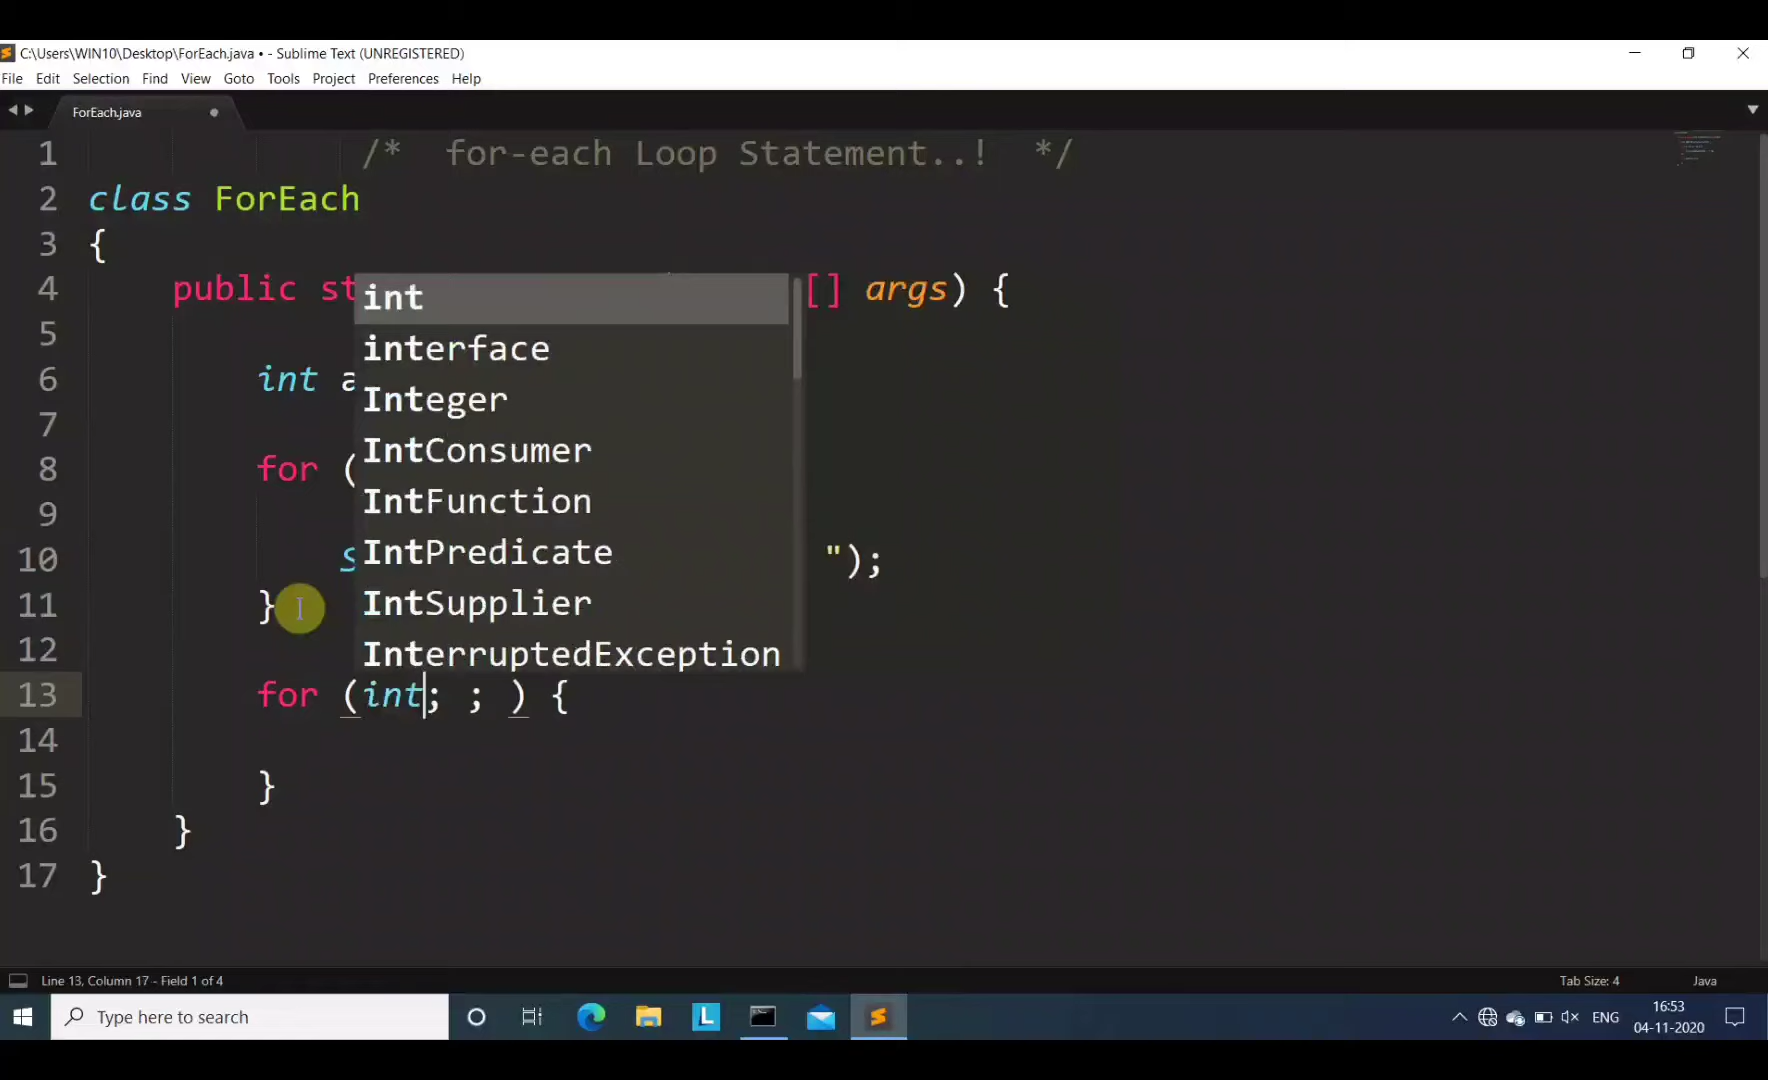 C:\Users\WIN10\Desktop\ForEach.java • - Sublime Text (UNREGISTERED)
File Edit Selection Find View Goto Tools Project Preferences Help
ForEach.java
1 /* for-each Loop Statement..! */
2 class ForEach
3 {
4 public st [] args) {
5
6 int a
7
8 for (
9
10 S ");
11 }
12
13 for (int; ; ) {
14
15 }
16 }
17 }
int
interface
Integer
IntConsumer
IntFunction
IntPredicate
IntSupplier
InterruptedException
Line 13, Column 17 - Field 1 of 4 Tab Size: 4 Java
Type here to search L ENG 16:53
04-11-2020